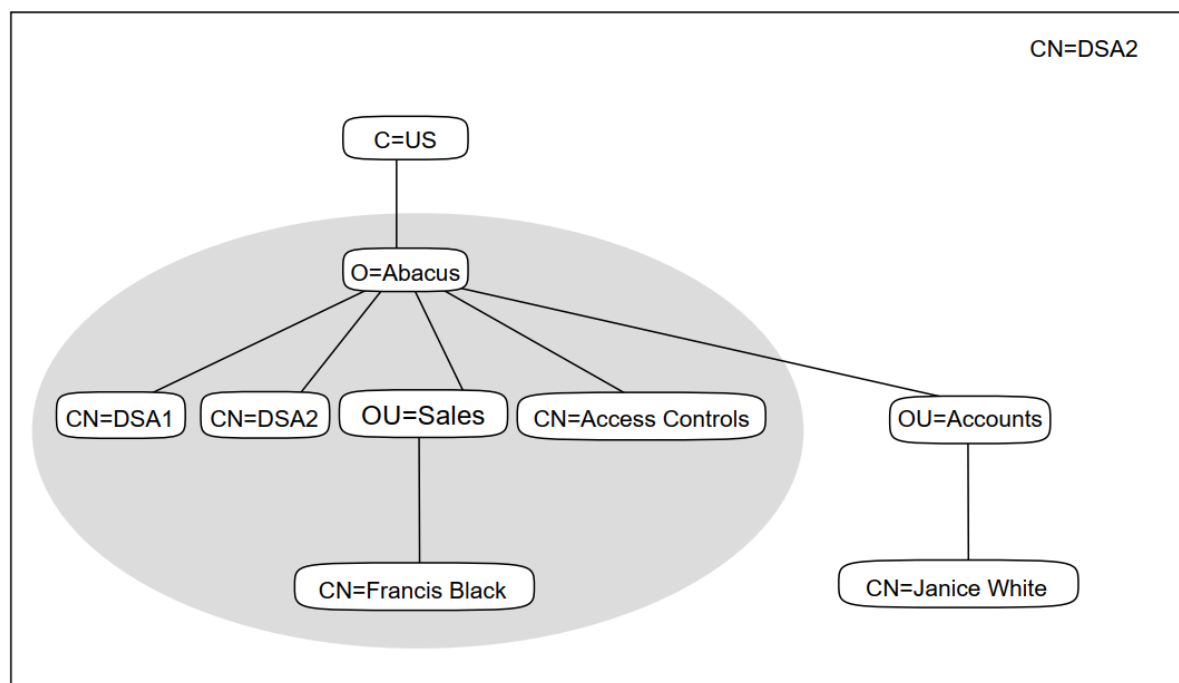 CN=DSA2
C=US
O=Abacus
CN=DSA1
CN=DSA2
OU=Sales
CN=Access Controls
OU=Accounts
CN=Francis Black
CN=Janice White